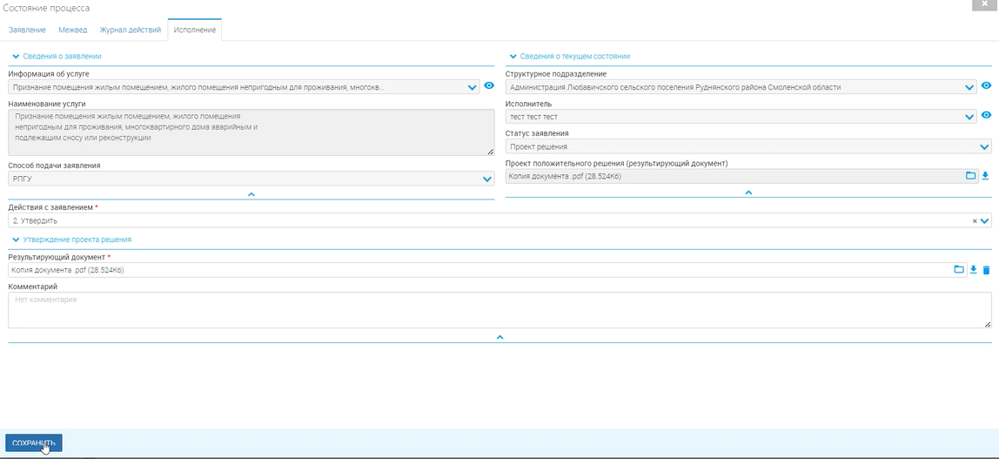 Состояние процесса
Заявление Межвед Журнал действий Исполнение
Сведения о заявлении
Информация об услуге
Признание помещения жилым помещением, жилого помещения непригодным для проживания, многокв...
Наименование услуги
Признание помещения жилым помещением, жилого помещения
непригодным для проживания, многоквартирного дома аварийным и
подлежащим сносу или реконструкции
Способ подачи заявления
РПГУ
Сведения о текущем состоянии
Структурное подразделение
Администрация Любавичского сельского поселения Руднянского района Смоленской области
Исполнитель
тест тест тест
Статус заявления
Проект решения
Проект положительного решения (результирующий документ)
Копия документа .pdf (28.524Кб)
Действия с заявлением *
2. Утвердить
Утверждение проекта решения
Результирующий документ *
Копия документа .pdf (28.524Кб)
Комментарий
Нет комментария
СОХРАНИТЬ